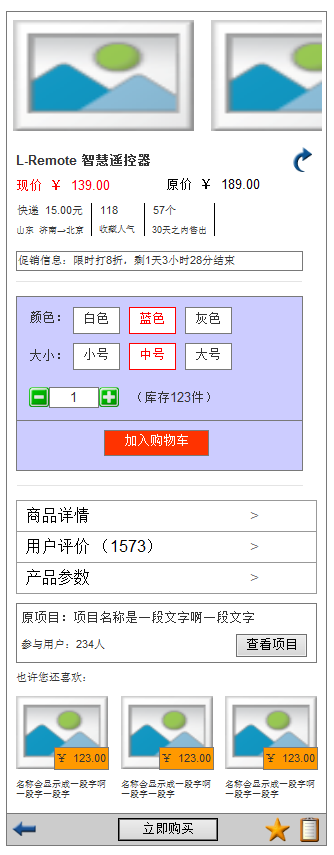 L-Remote 智慧遥控器
现价 ￥ 139.00 原价 ￥ 189.00
快递 15.00元 118 57个
山东 济南—北京 收藏人气 30天之内售出
促销信息：限时打8折，剩1天3小时28分结束
颜色： 白色 蓝色 灰色
大小： 小号 中号 大号
1 （库存123件）
加入购物车
商品详情 >
用户评价（1573） >
产品参数 >
原项目：项目名称是一段文字啊一段文字
参与用户：234人 查看项目
也许您还喜欢：
￥ 123.00 ￥ 123.00 ￥ 123.00
名称会显示成一段字啊一段字一段字
名称会显示成一段字啊一段字一段字
名称会显示成一段字啊一段字一段字
立即购买